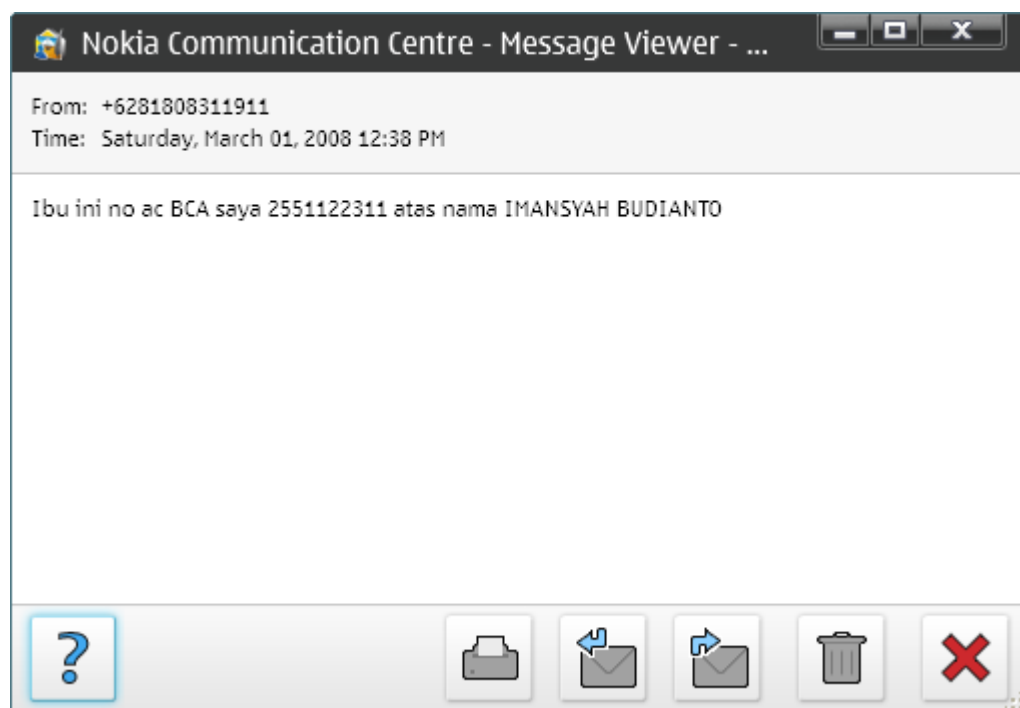 Nokia Communication Centre - Message Viewer - ...
From: +6281808311911
Time: Saturday, March 01, 2008 12:38 PM
Ibu ini no ac BCA saya 2551122311 atas nama IMANSYAH BUDIANTO